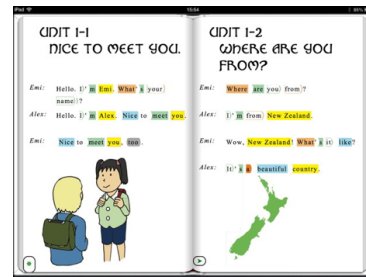 iPad
19:54
80%
UNIT 1-1
NICE TO MEET YOU.
Emi: Hello. I)' m Emi. What' s your)
name)?
Alex: Hello. I)' m Alex. Nice to meet you.
Emi: Nice to meet you, too.
UNIT 1-2
WHERE ARE YOU
FROM?
Emi: Where are you) from)?
Alex: I)' m from) New Zealand.
Emi: Wow, New Zealand! What' s it) like?
Alex: It)' s a beautiful country.